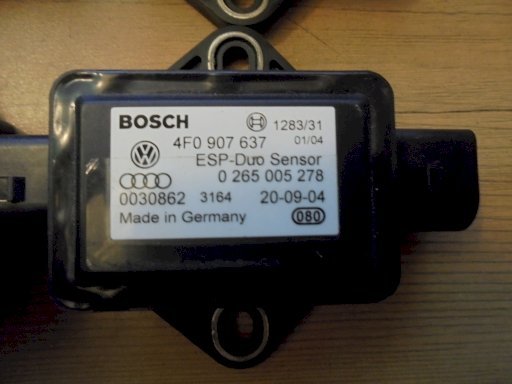 BOSCH 1283/31
4F0 907 637 01/04
ESP-Duo Sensor
0 265 005 278
0030862 3164 20-09-04
Made in Germany 080